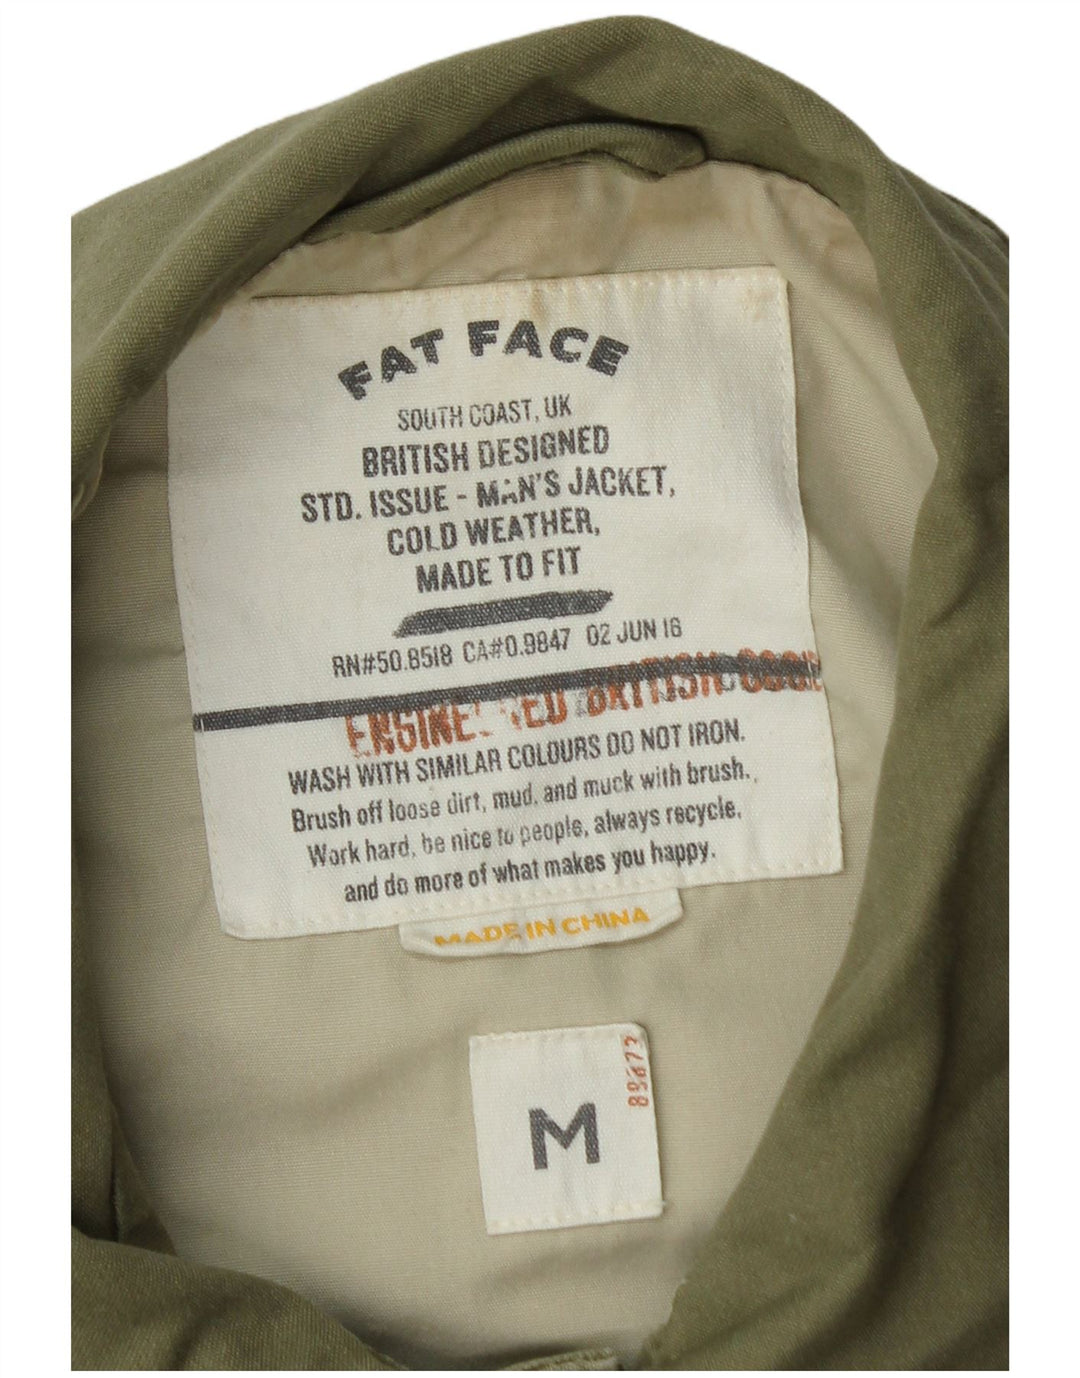 FAT FACE
SOUTH COAST, UK
BRITISH DESIGNED
STD. ISSUE - MAN'S JACKET,
COLD WEATHER,
MADE TO FIT
RN#50.8518 CA#0.9847 02 JUN 16
ENGINEERED BRITISH GOOD
WASH WITH SIMILAR COLOURS DO NOT IRON.
Brush off loose dirt, mud, and muck with brush.
Work hard, be nice to people, always recycle,
and do more of what makes you happy.
MADE IN CHINA
M